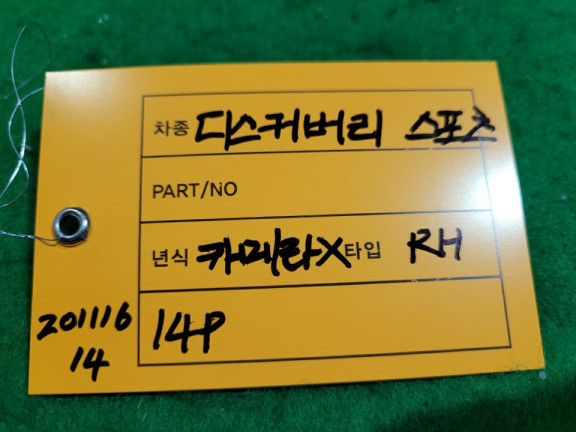 차종 디스커버리 스포츠
PART/NO
년식 카메라X 타입 RH
14P
201116
14